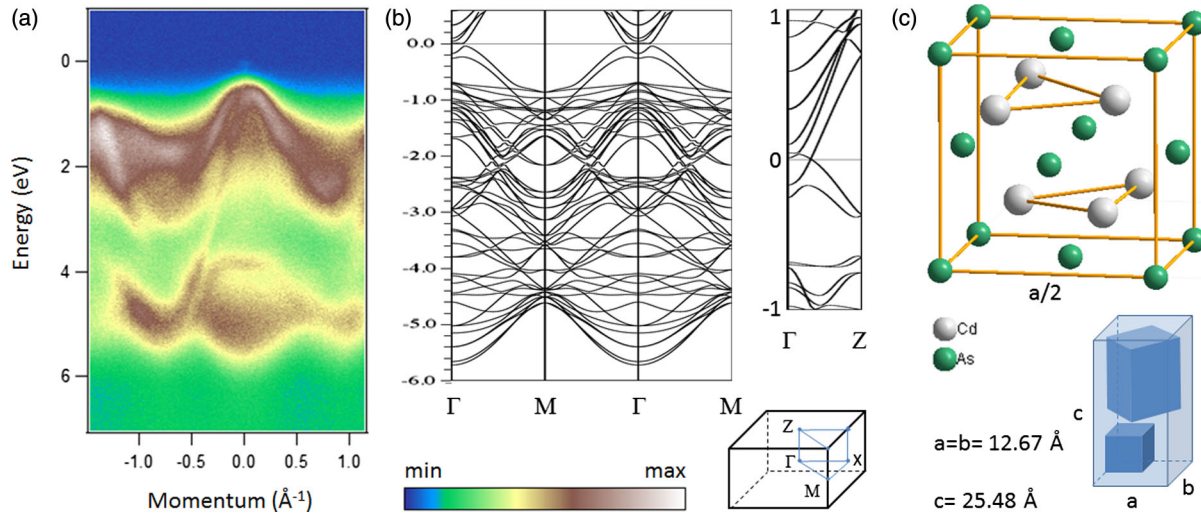 (a)
0
2
4
6
Energy (eV)
-1.0
-0.5
0.0
0.5
1.0
Momentum (Å⁻¹)
(b)
0.0
-1.0
-2.0
-3.0
-4.0
-5.0
-6.0
Γ
M
Γ
M
1
0
-1
Γ
Z
min
max
Z
Γ
X
M
(c)
a/2
Cd
As
a=b= 12.67 Å
c= 25.48 Å
c
a
b